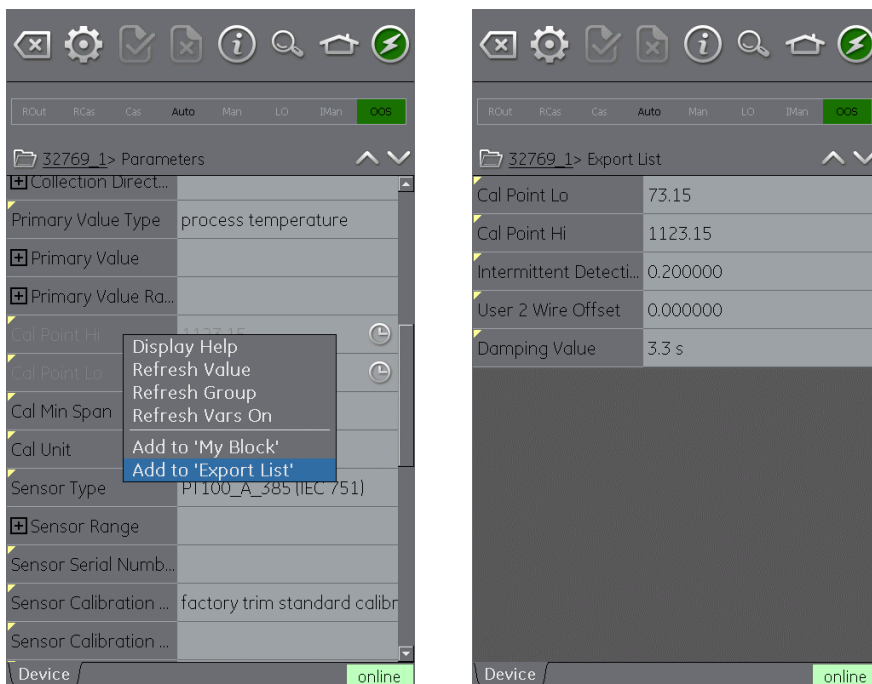 ROut RCas Cas Auto Man LO IMan OOS
32769_1> Parameters
Collection Direct...
Primary Value Type process temperature
Primary Value
Primary Value Ra...
Cal Point Hi 1123.15
Cal Point Lo
Cal Min Span
Cal Unit
Sensor Type PT100_A_385 (IEC 751)
Sensor Range
Sensor Serial Numb...
Sensor Calibration ... factory trim standard calibr
Sensor Calibration ...
Display Help
Refresh Value
Refresh Group
Refresh Vars On
Add to 'My Block'
Add to 'Export List'
Device online
ROut RCas Cas Auto Man LO IMan OOS
32769_1> Export List
Cal Point Lo 73.15
Cal Point Hi 1123.15
Intermittent Detecti... 0.200000
User 2 Wire Offset 0.000000
Damping Value 3.3 s
Device online